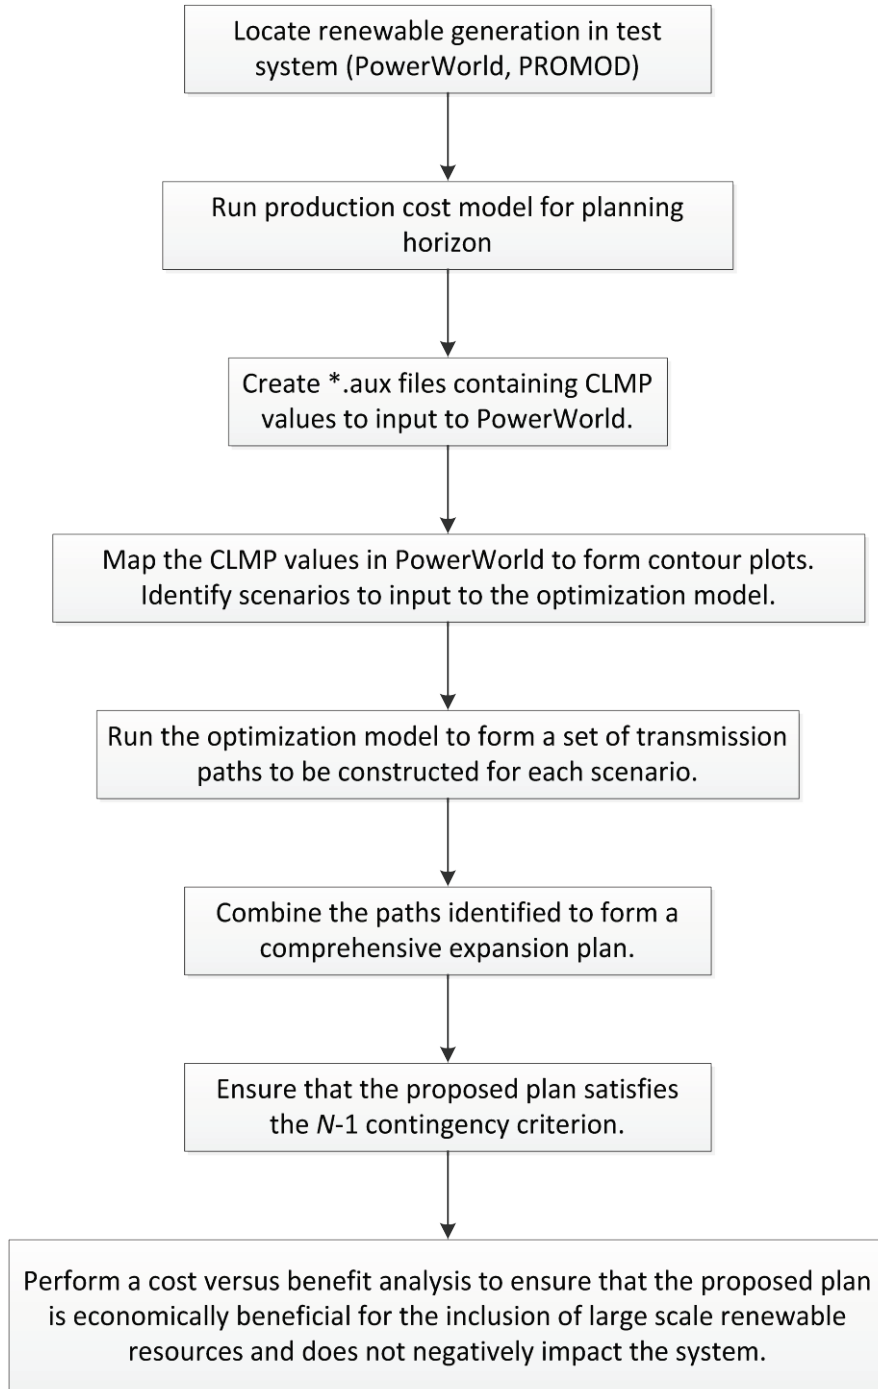 Locate renewable generation in test
system (PowerWorld, PROMOD)
Run production cost model for planning
horizon
Create *.aux files containing CLMP
values to input to PowerWorld.
Map the CLMP values in PowerWorld to form contour plots.
Identify scenarios to input to the optimization model.
Run the optimization model to form a set of transmission
paths to be constructed for each scenario.
Combine the paths identified to form a
comprehensive expansion plan.
Ensure that the proposed plan satisfies
the N-1 contingency criterion.
Perform a cost versus benefit analysis to ensure that the proposed plan
is economically beneficial for the inclusion of large scale renewable
resources and does not negatively impact the system.